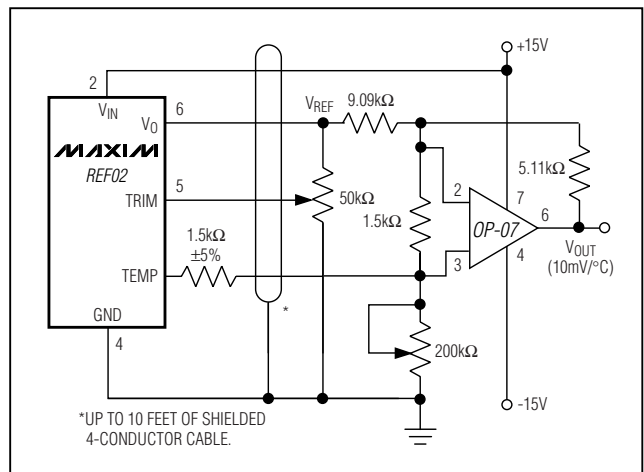 +15V
2
VIN
6
VREF
9.09kΩ
VO
MAXIM
REF02
5.11kΩ
2
7
5
TRIM
50kΩ
6
1.5kΩ
OP-07
1.5kΩ
±5%
3
4
VOUT
(10mV/°C)
TEMP
*
GND
4
200kΩ
-15V
*UP TO 10 FEET OF SHIELDED
4-CONDUCTOR CABLE.